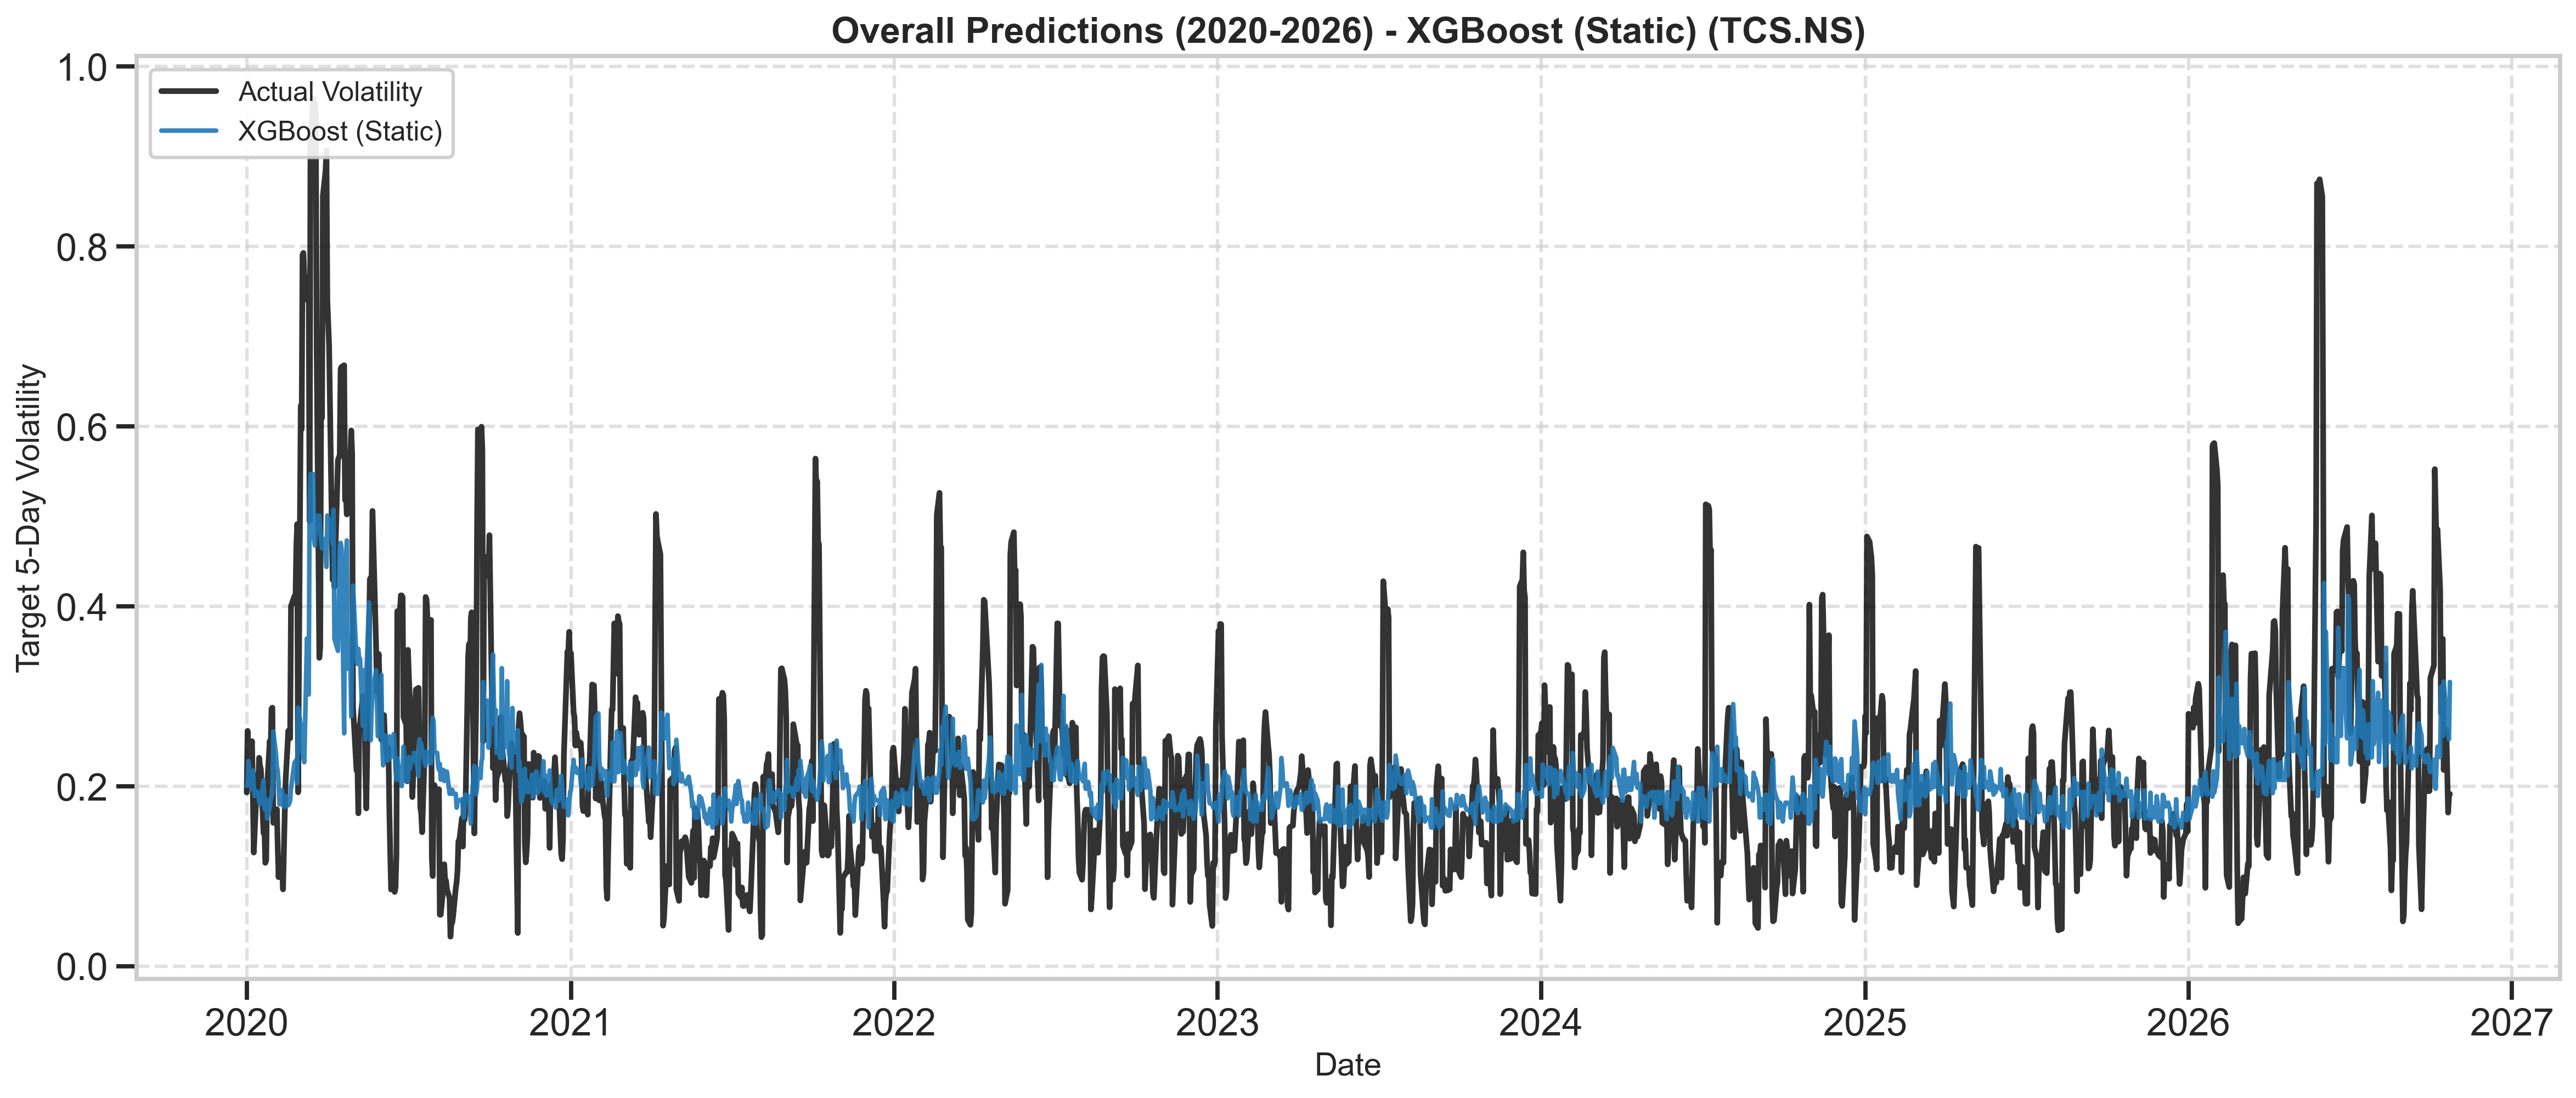 Overall Predictions (2020-2026) - XGBoost (Static) (TCS.NS)
Actual Volatility
XGBoost (Static)
Target 5-Day Volatility
1.0
0.8
0.6
0.4
0.2
0.0
2020 2021 2022 2023 2024 2025 2026 2027
Date